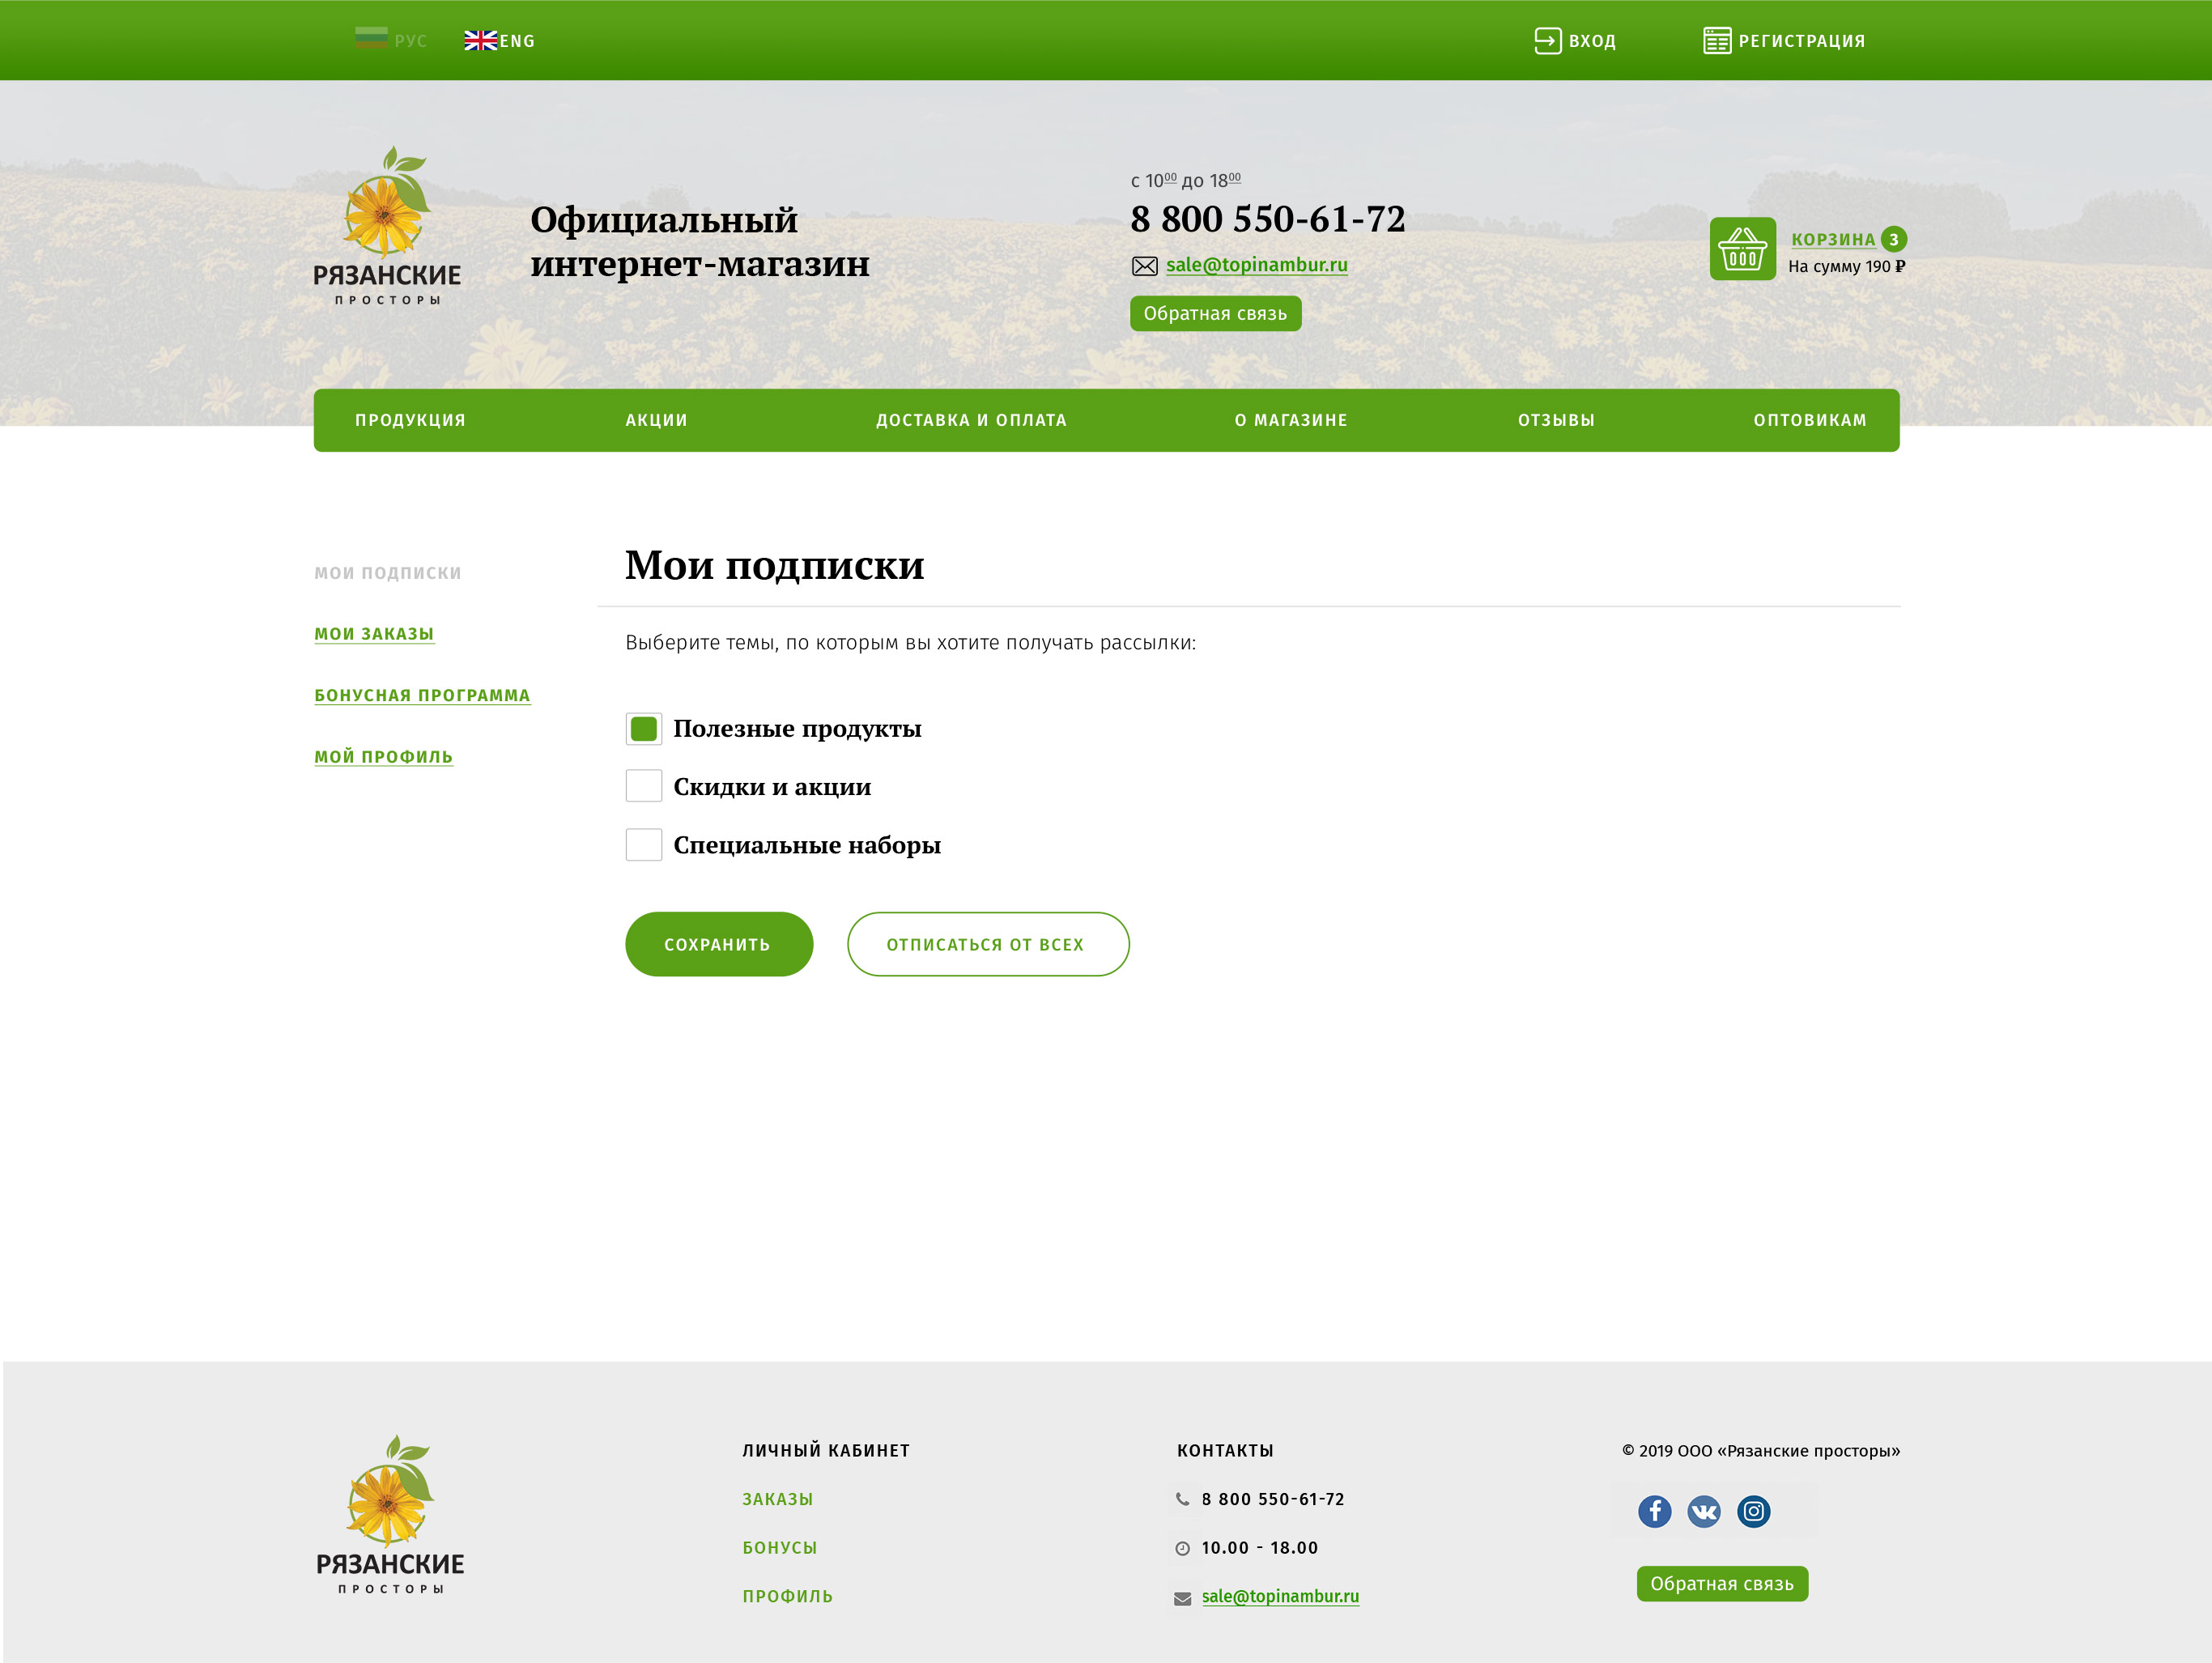 РУС
ENG
ВХОД
РЕГИСТРАЦИЯ
РЯЗАНСКИЕ
ПРОСТОРЫ
Официальный
интернет-магазин
с 10⁰⁰ до 18⁰⁰
8 800 550-61-72
sale@topinambur.ru
Обратная связь
КОРЗИНА 3
На сумму 190 ₽
ПРОДУКЦИЯ
АКЦИИ
ДОСТАВКА И ОПЛАТА
О МАГАЗИНЕ
ОТЗЫВЫ
ОПТОВИКАМ
МОИ ПОДПИСКИ
МОИ ЗАКАЗЫ
БОНУСНАЯ ПРОГРАММА
МОЙ ПРОФИЛЬ
Мои подписки
Выберите темы, по которым вы хотите получать рассылки:
Полезные продукты
Скидки и акции
Специальные наборы
СОХРАНИТЬ
ОТПИСАТЬСЯ ОТ ВСЕХ
РЯЗАНСКИЕ
ПРОСТОРЫ
ЛИЧНЫЙ КАБИНЕТ
ЗАКАЗЫ
БОНУСЫ
ПРОФИЛЬ
КОНТАКТЫ
8 800 550-61-72
10.00 - 18.00
sale@topinambur.ru
© 2019 ООО «Рязанские просторы»
Обратная связь